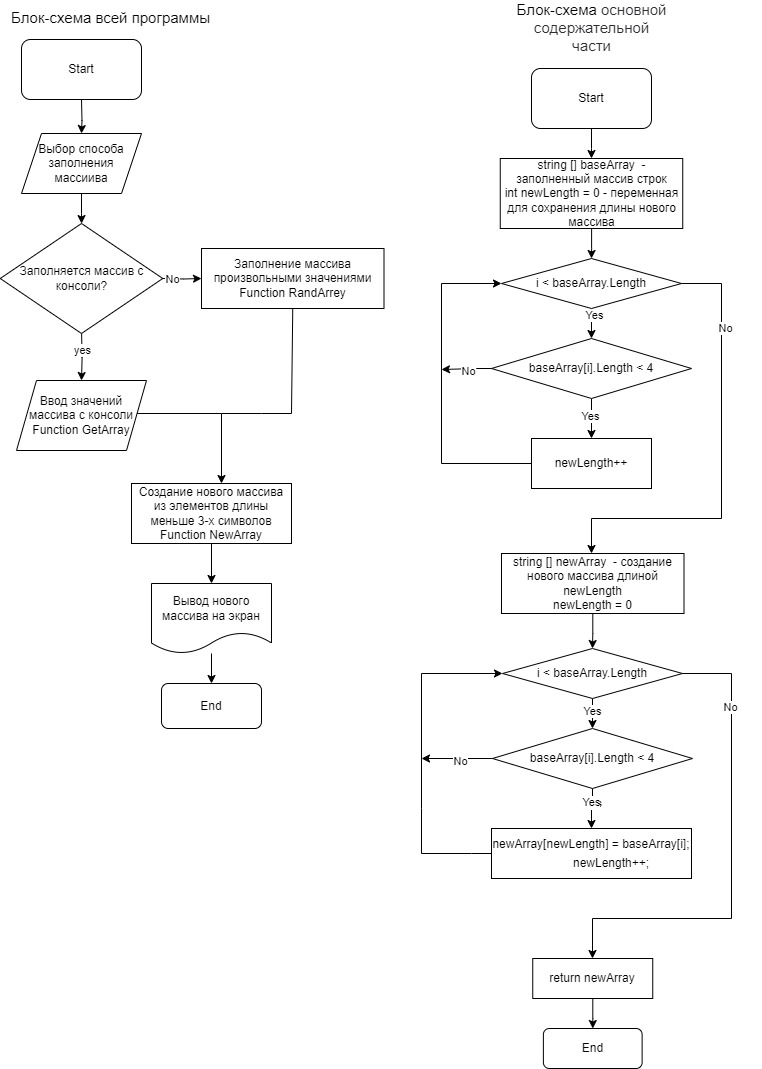 Блок-схема всей программы
Start
Выбор способа
заполнения
массиива
Заполняется массив с
консоли?
No
Заполнение массива
произвольными значениями
Function RandArrey
yes
Ввод значений
массива с консоли
Function GetArray
Создание нового массива
из элементов длины
меньше 3-х символов
Function NewArray
Вывод нового
массива на экран
End
Блок-схема основной
содержательной
части
Start
string [] baseArray -
заполненный массив строк
int newLength = 0 - переменная
для сохранения длины нового
массива
i < baseArray.Length
Yes
No
baseArray[i].Length < 4
No
Yes
newLength++
string [] newArray - создание
нового массива длиной
newLength
newLength = 0
i < baseArray.Length
Yes
No
baseArray[i].Length < 4
No
Yes
newArray[newLength] = baseArray[i];
newLength++;
return newArray
End